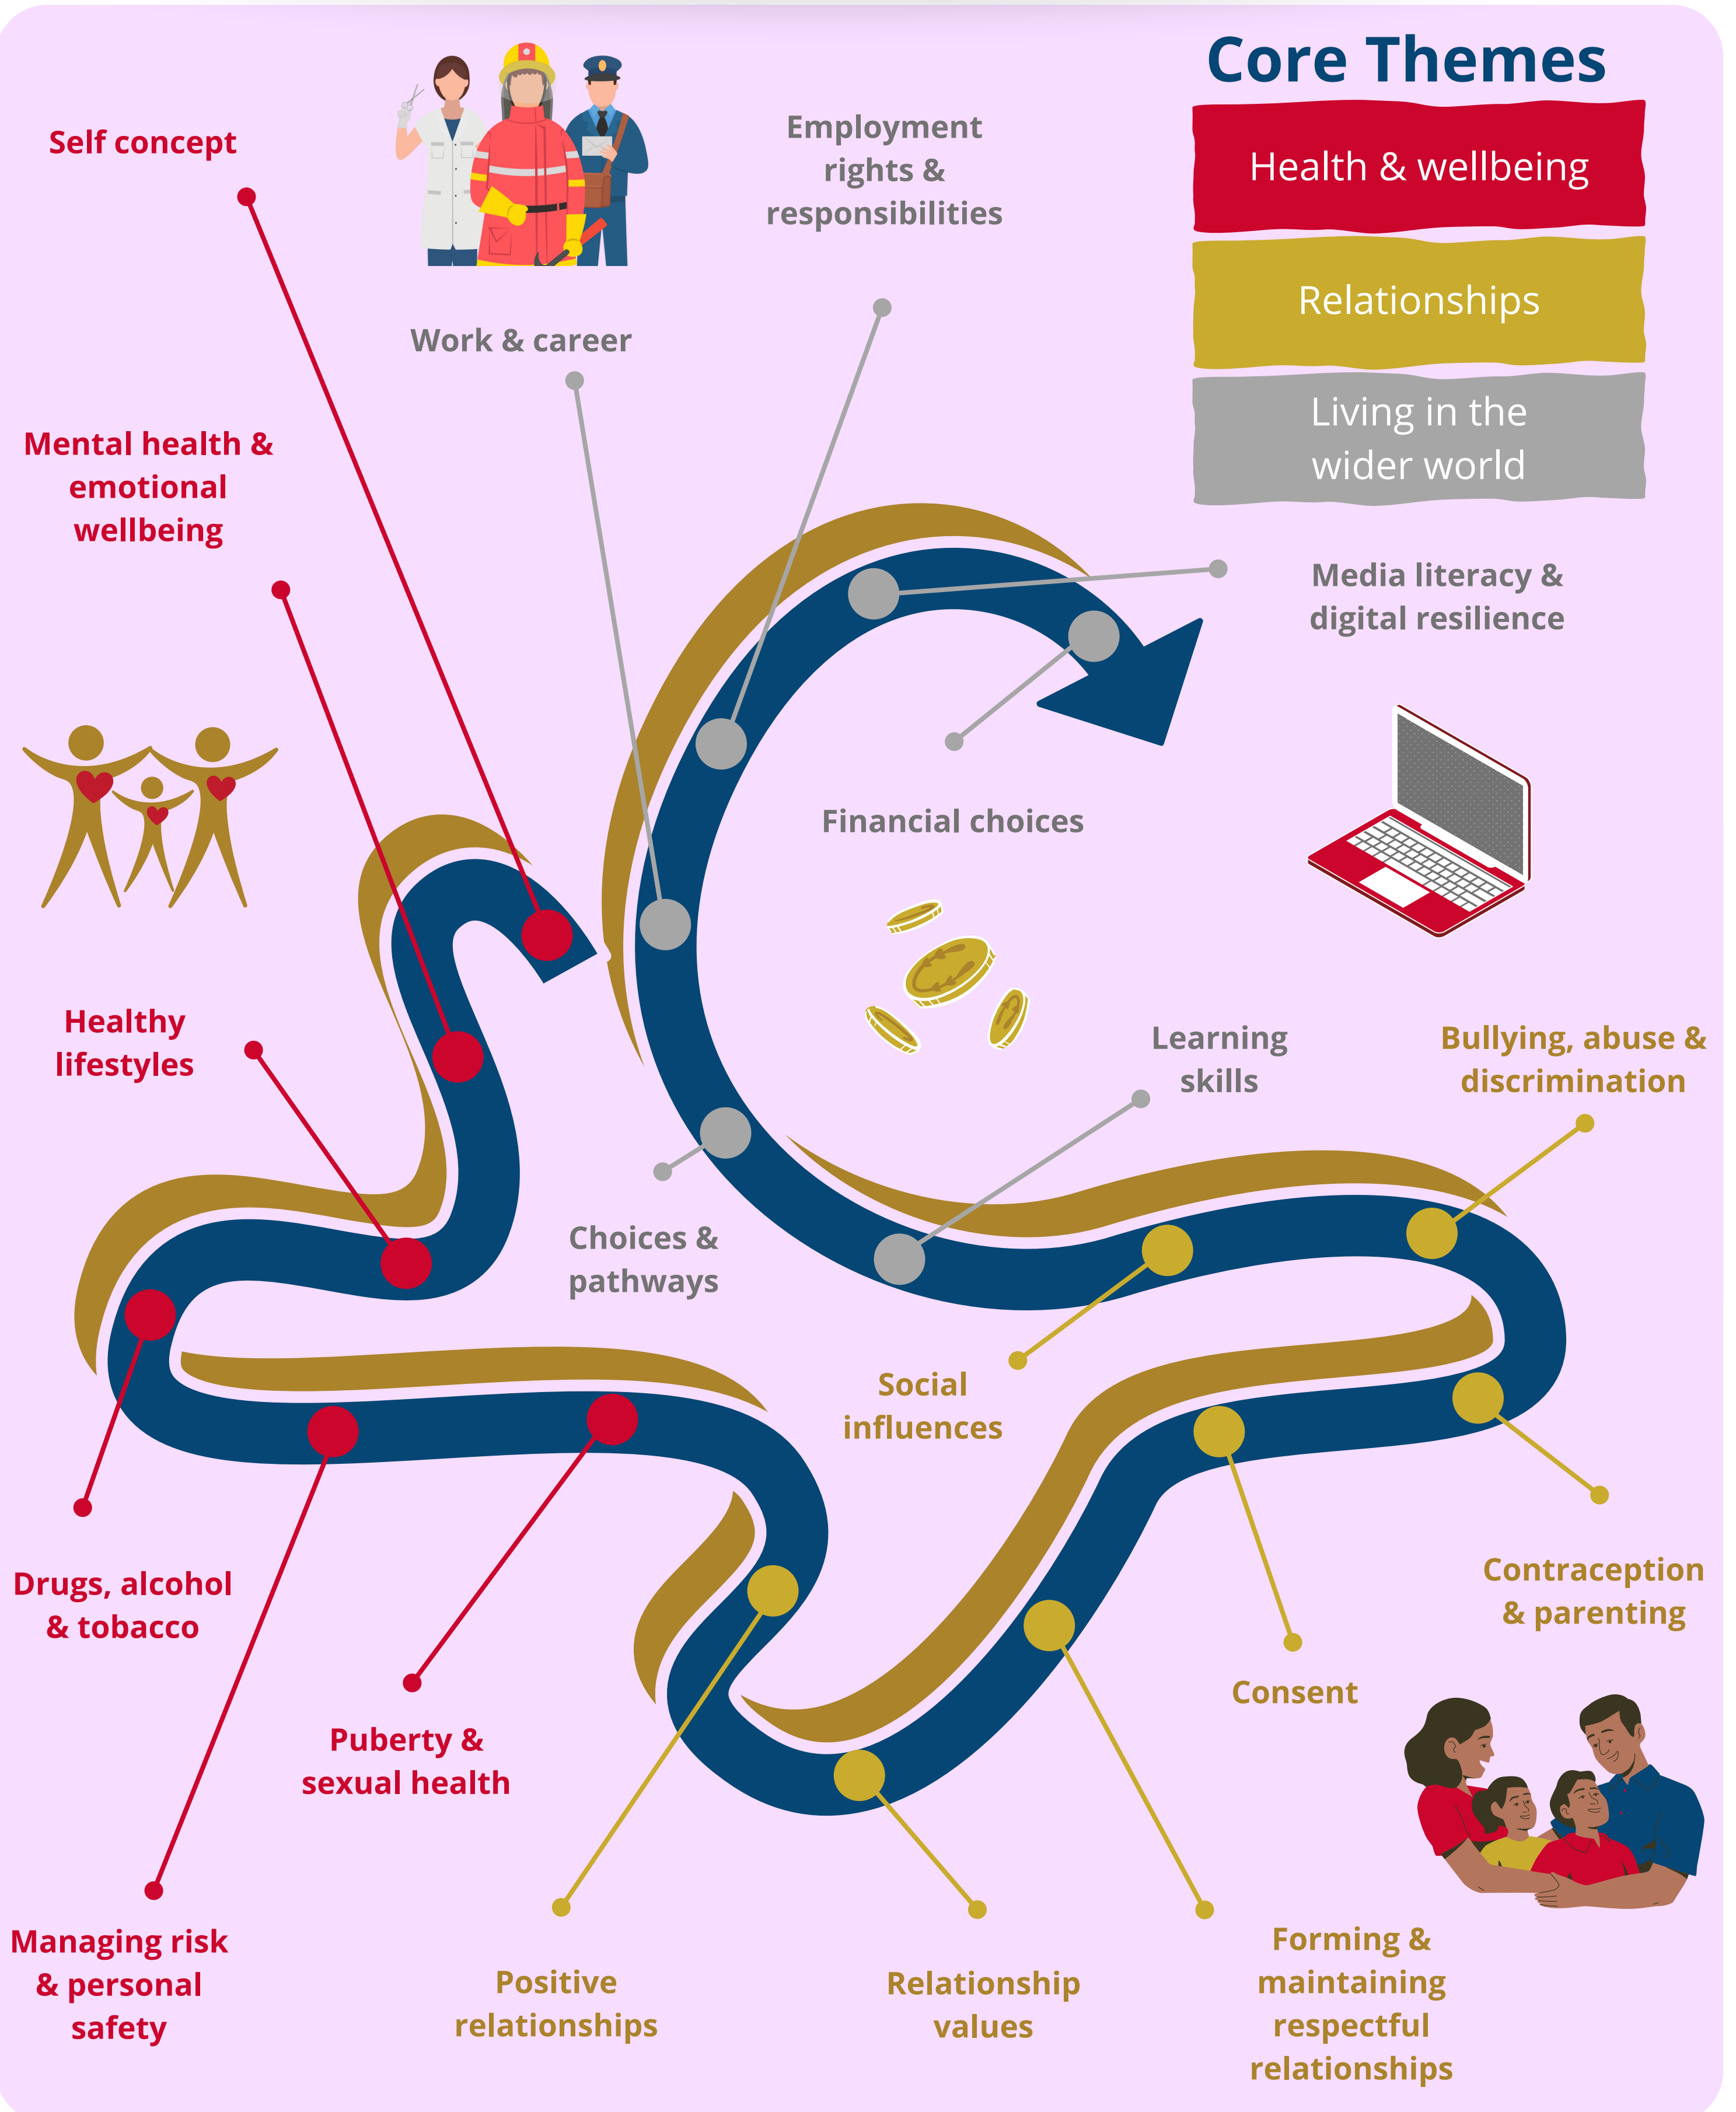 Core Themes
Health & wellbeing
Relationships
Living in the
wider world
Self concept
Employment
rights &
responsibilities
Work & career
Mental health &
emotional
wellbeing
Media literacy &
digital resilience
Financial choices
Healthy
lifestyles
Learning
skills
Bullying, abuse &
discrimination
Choices &
pathways
Social
influences
Drugs, alcohol
& tobacco
Contraception
& parenting
Consent
Puberty &
sexual health
Managing risk
& personal
safety
Positive
relationships
Relationship
values
Forming &
maintaining
respectful
relationships